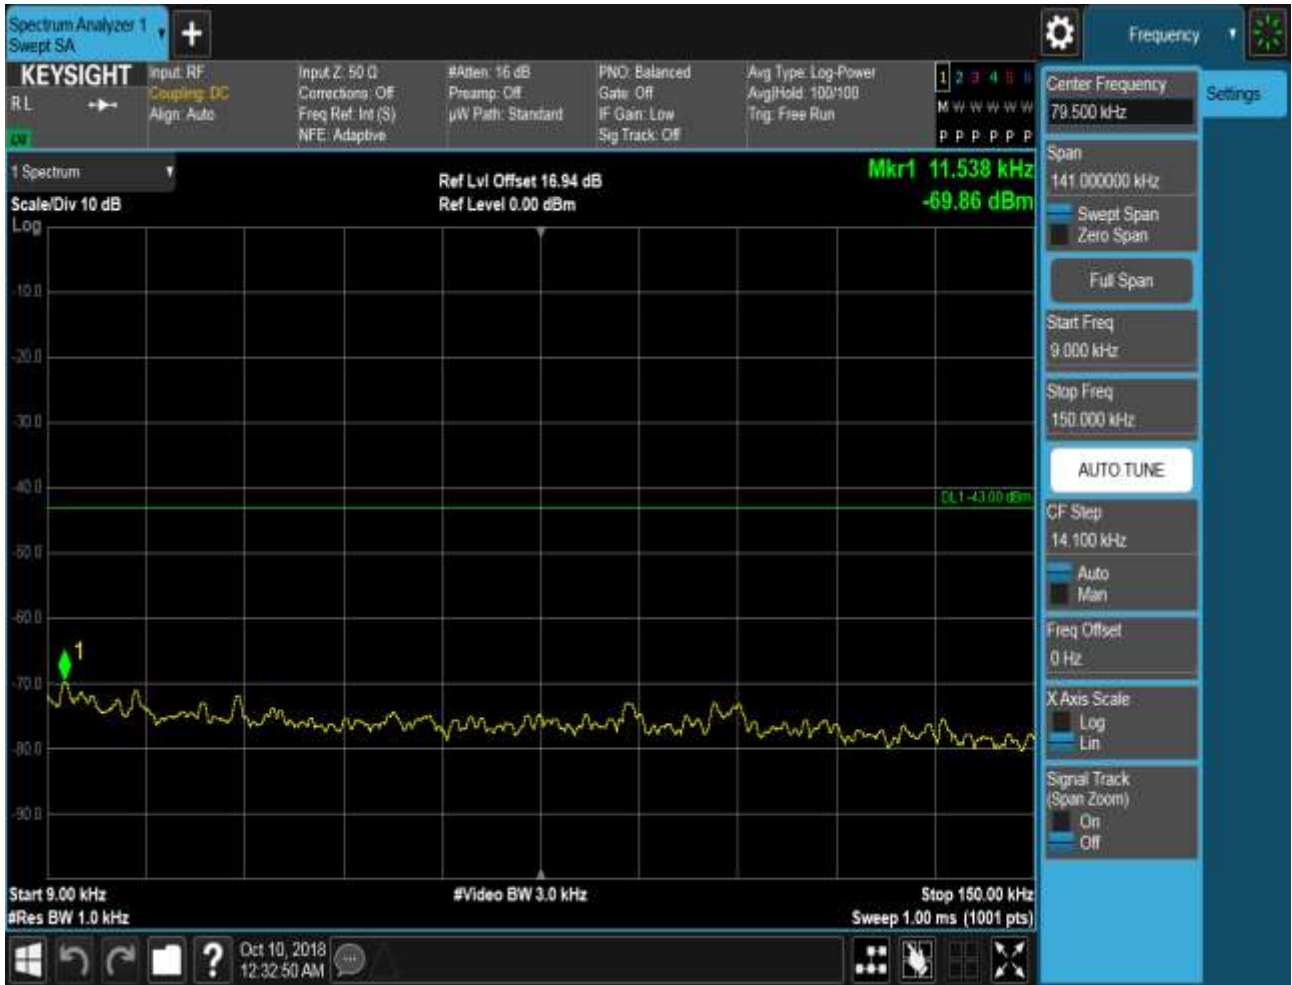 Spectrum Analyzer 1
Swept SA
+
Frequency
KEYSIGHT
RL
LXI
Input: RF
Coupling: DC
Align: Auto
Input Z: 50 Ω
Corrections: Off
Freq Ref: Int (S)
NFE: Adaptive
#Atten: 16 dB
Preamp: Off
µW Path: Standard
PNO: Balanced
Gate: Off
IF Gain: Low
Sig Track: Off
Avg Type: Log-Power
Avg|Hold: 100/100
Trig: Free Run
1 2 3 4 5 6
M W W W W W
P P P P P P
1 Spectrum
Scale/Div 10 dB
Ref Lvl Offset 16.94 dB
Ref Level 0.00 dBm
Mkr1 11.538 kHz
-69.86 dBm
Log
-10.0
-20.0
-30.0
-40.0
-50.0
-60.0
-70.0
-80.0
-90.0
DL1 -43.00 dBm
1
Start 9.00 kHz
#Res BW 1.0 kHz
#Video BW 3.0 kHz
Stop 150.00 kHz
Sweep 1.00 ms (1001 pts)
Center Frequency
79.500 kHz
Settings
Span
141.000000 kHz
Swept Span
Zero Span
Full Span
Start Freq
9.000 kHz
Stop Freq
150.000 kHz
AUTO TUNE
CF Step
14.100 kHz
Auto
Man
Freq Offset
0 Hz
X Axis Scale
Log
Lin
Signal Track
(Span Zoom)
On
Off
?
Oct 10, 2018
12:32:50 AM